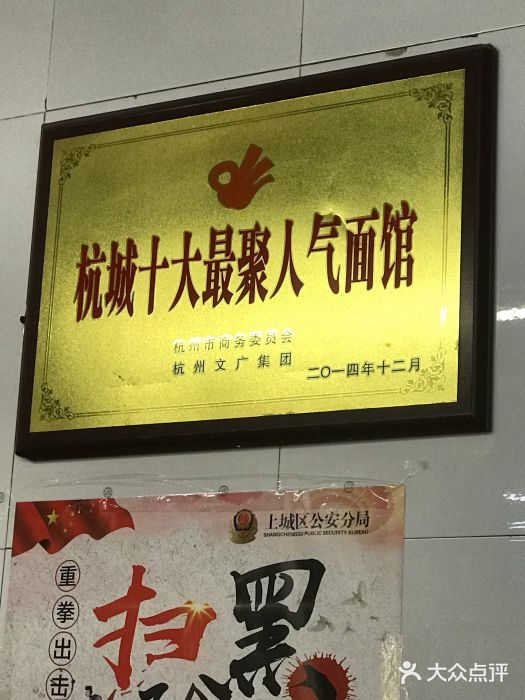 杭城十大最聚人气面馆
杭州市商务委员会
杭州文广集团
二〇一四年十二月
上城区公安分局
SHANGCHENGQU PUBLIC SECURITY BUREAU
重拳出击
扫黑
大众点评